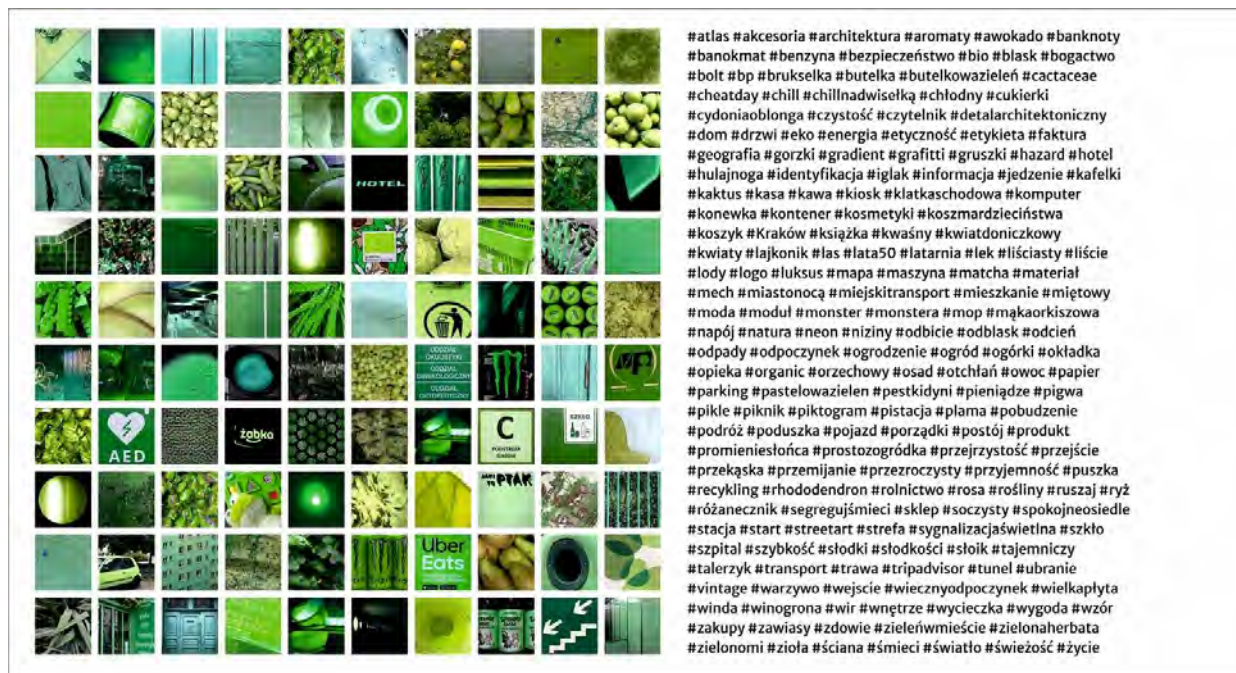 HOTEL
ODDZIAŁ
OKULISTYKI
ODDZIAŁ
GINEKOLOGICZNY
ODDZIAŁ
ORTOPEDYCZNY
AED
żabka
C
PTAK
Uber
Eats
#atlas #akcesoria #architektura #aromaty #awokado #banknoty
#banokmat #benzyna #bezpieczeństwo #bio #blask #bogactwo
#bolt #bp #brukselka #butelka #butelkowazieleń #cactaceae
#cheatday #chill #chillnadwisełką #chłodny #cukierki
#cydoniaoblonga #czystość #czytelnik #detalarchitektoniczny
#dom #drzwi #eko #energia #etyczność #etykieta #faktura
#geografia #gorzki #gradient #grafitti #gruszki #hazard #hotel
#hulajnoga #identyfikacja #iglak #informacja #jedzenie #kafelki
#kaktus #kasa #kawa #kiosk #klatkaschodowa #komputer
#konewka #kontener #kosmetyki #koszmardzieciństwa
#koszyk #Kraków #książka #kwaśny #kwiatdoniczkowy
#kwiaty #lajkonik #las #lata50 #latarnia #lek #liściasty #liście
#lody #logo #luksus #mapa #maszyna #matcha #materiał
#mech #miastonocą #miejskitransport #mieszkanie #miętowy
#moda #moduł #monster #monstera #mop #mąkaorkiszowa
#napój #natura #neon #niziny #odbicie #odblask #odcień
#odpady #odpoczynek #ogrodzenie #ogród #ogórki #okładka
#opieka #organic #orzechowy #osad #otchłań #owoc #papier
#parking #pastelowazielen #pestkidyni #pieniądze #pigwa
#pikle #piknik #piktogram #pistacja #plama #pobudzenie
#podróż #poduszka #pojazd #porządki #postój #produkt
#promieniesłońca #prostozogródka #przejrzystość #przejście
#przekąska #przemijanie #przezroczysty #przyjemność #puszka
#recykling #rhododendron #rolnictwo #rosa #rośliny #ruszaj #ryż
#różanecznik #segregujśmieci #sklep #soczysty #spokojneosiedle
#stacja #start #streetart #strefa #sygnalizacjaświetlna #szkło
#szpital #szybkość #słodki #słodkości #słoik #tajemniczy
#talerzyk #transport #trawa #tripadvisor #tunel #ubranie
#vintage #warzywo #wejscie #wiecznyodpoczynek #wielkapłyta
#winda #winogrona #wir #wnętrze #wycieczka #wygoda #wzór
#zakupy #zawiasy #zdowie #zieleńwmieście #zielonaherbata
#zielonomi #zioła #ściana #śmieci #światło #świeżość #życie